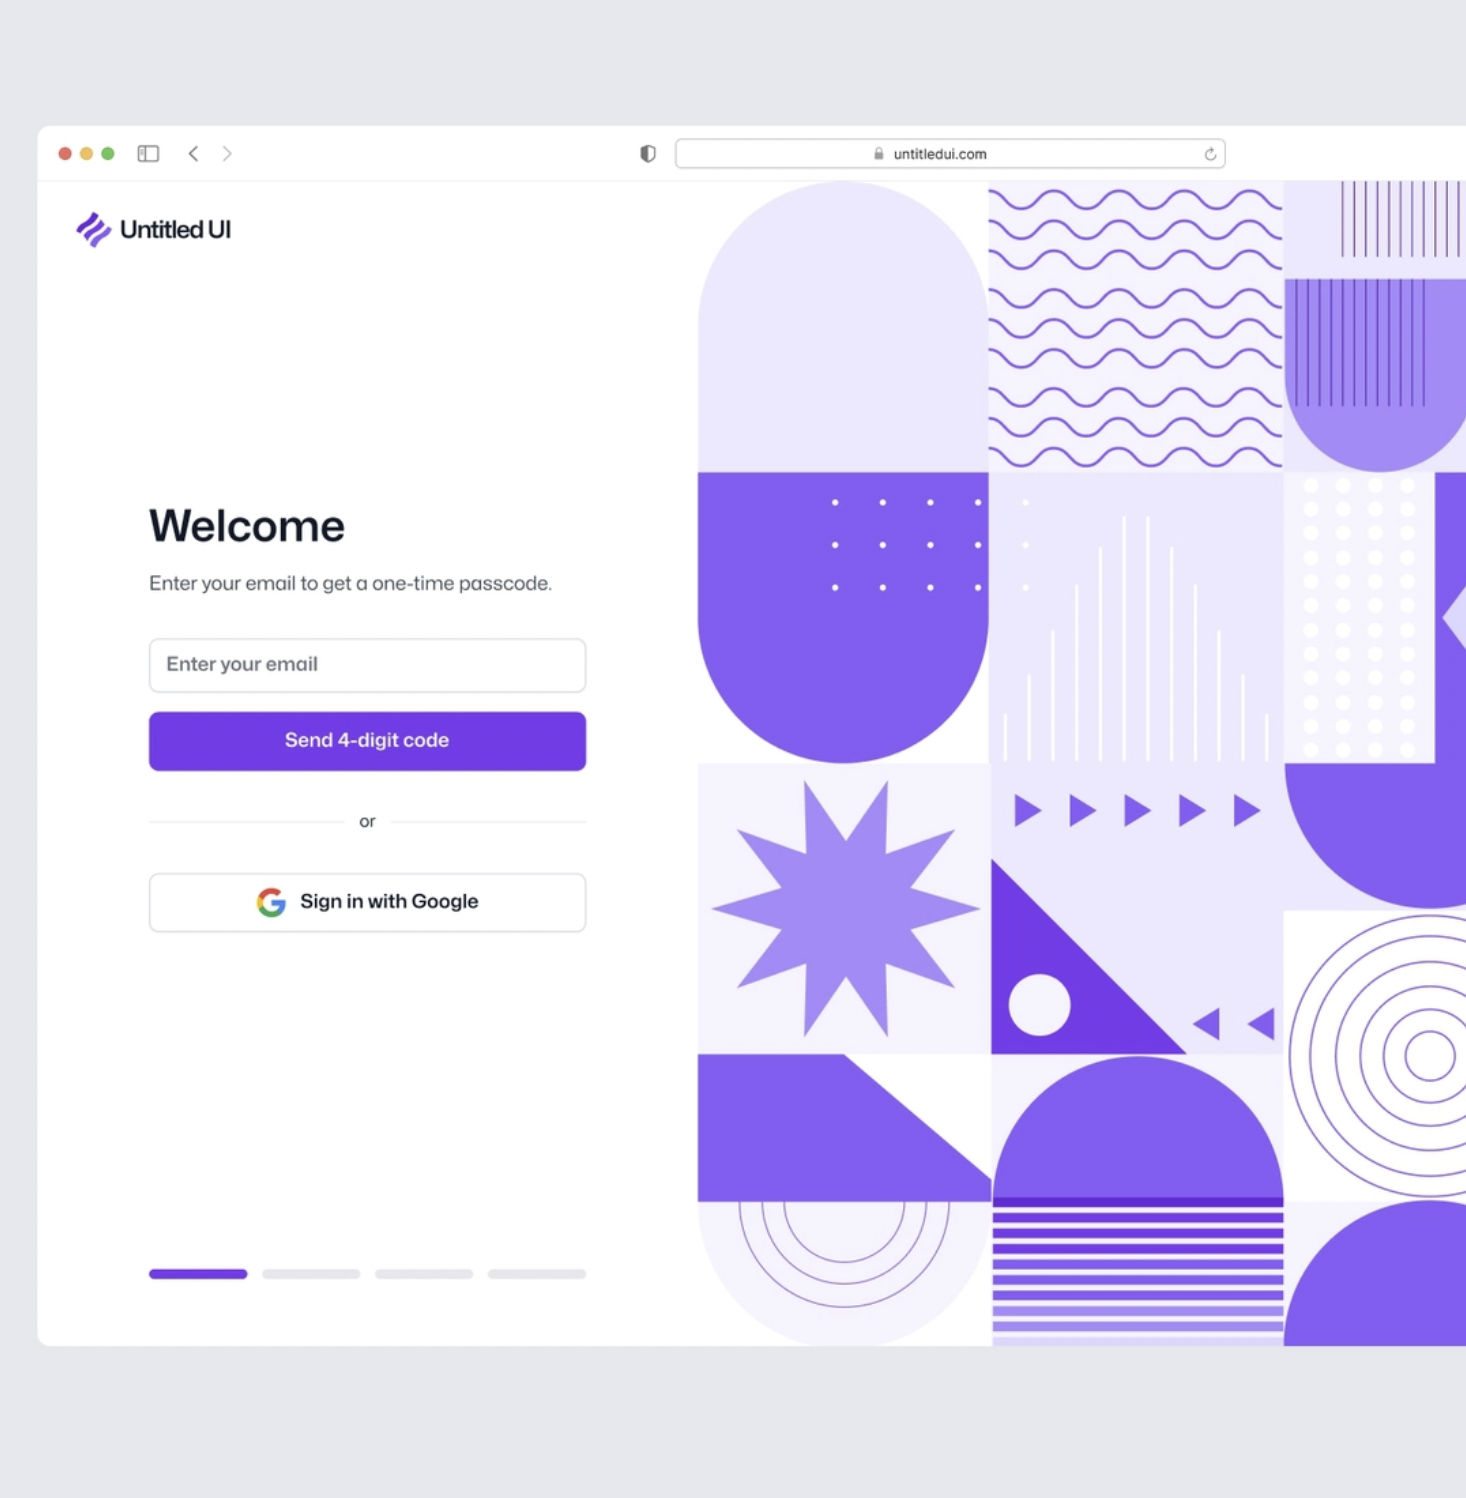 untitledui.com
Untitled UI
Welcome
Enter your email to get a one-time passcode.
Enter your email
Send 4-digit code
or
Sign in with Google